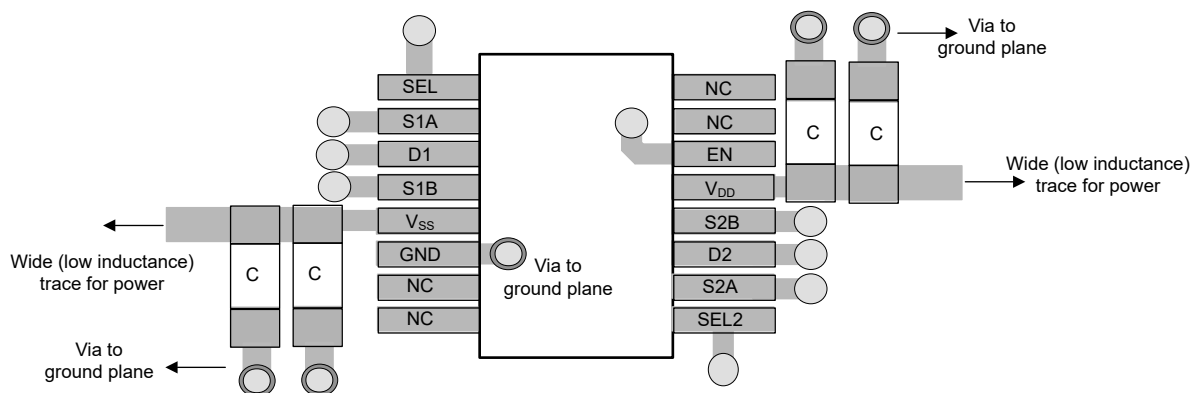 Via to
ground plane
SEL
S1A
D1
S1B
VSS
GND
NC
NC
Wide (low inductance)
trace for power
C
C
Via to
ground plane
Via to
ground plane
NC
NC
EN
VDD
S2B
D2
S2A
SEL2
C
C
Wide (low inductance)
trace for power